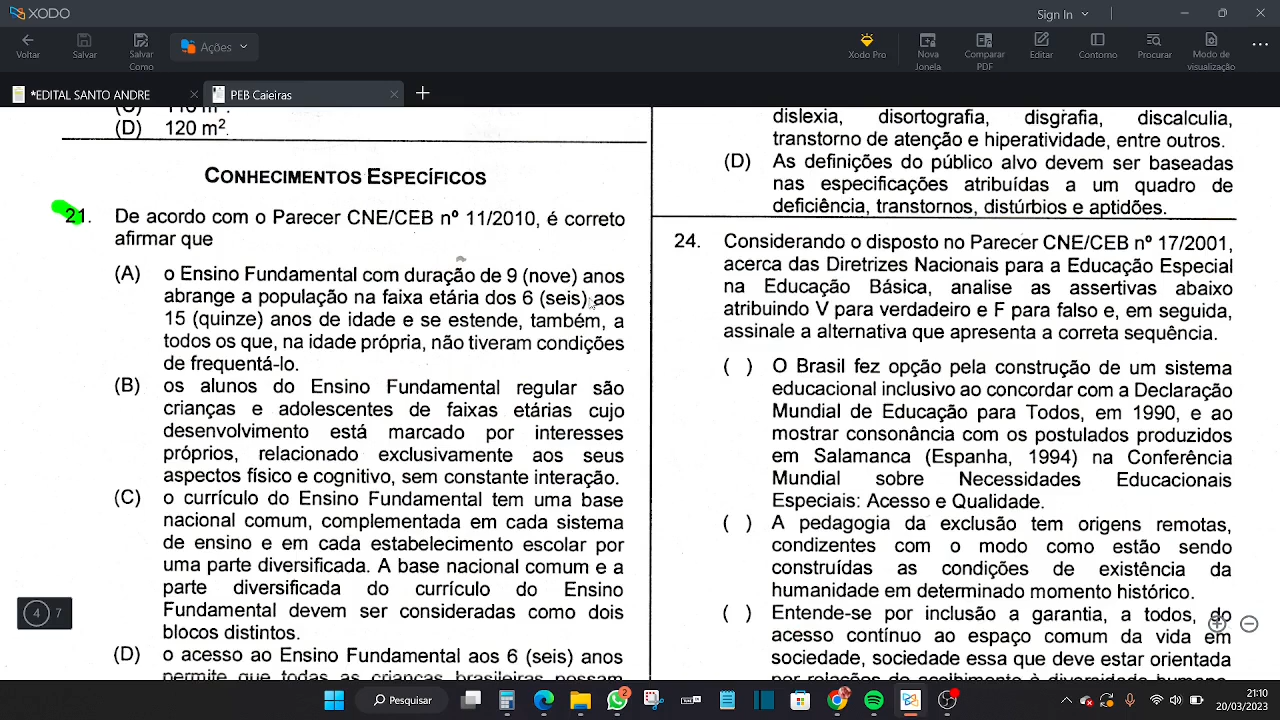 XODO
Sign In
Voltar
Salvar
Salvar Como
Ações
Xodo Pro
Nova Janela
Comparar PDF
Editar
Contorno
Procurar
Modo de visualização
*EDITAL SANTO ANDRE
PEB Caieiras
(D) 120 m².
CONHECIMENTOS ESPECÍFICOS
21. De acordo com o Parecer CNE/CEB nº 11/2010, é correto
afirmar que
(A) o Ensino Fundamental com duração de 9 (nove) anos
abrange a população na faixa etária dos 6 (seis) aos
15 (quinze) anos de idade e se estende, também, a
todos os que, na idade própria, não tiveram condições
de frequentá-lo.
(B) os alunos do Ensino Fundamental regular são
crianças e adolescentes de faixas etárias cujo
desenvolvimento está marcado por interesses
próprios, relacionado exclusivamente aos seus
aspectos físico e cognitivo, sem constante interação.
(C) o currículo do Ensino Fundamental tem uma base
nacional comum, complementada em cada sistema
de ensino e em cada estabelecimento escolar por
uma parte diversificada. A base nacional comum e a
parte diversificada do currículo do Ensino
Fundamental devem ser consideradas como dois
blocos distintos.
(D) o acesso ao Ensino Fundamental aos 6 (seis) anos
permite que todas as crianças brasileiras possam
dislexia, disortografia, disgrafia, discalculia,
transtorno de atenção e hiperatividade, entre outros.
(D) As definições do público alvo devem ser baseadas
nas especificações atribuídas a um quadro de
deficiência, transtornos, distúrbios e aptidões.
24. Considerando o disposto no Parecer CNE/CEB nº 17/2001,
acerca das Diretrizes Nacionais para a Educação Especial
na Educação Básica, analise as assertivas abaixo
atribuindo V para verdadeiro e F para falso e, em seguida,
assinale a alternativa que apresenta a correta sequência.
( ) O Brasil fez opção pela construção de um sistema
educacional inclusivo ao concordar com a Declaração
Mundial de Educação para Todos, em 1990, e ao
mostrar consonância com os postulados produzidos
em Salamanca (Espanha, 1994) na Conferência
Mundial sobre Necessidades Educacionais
Especiais: Acesso e Qualidade.
( ) A pedagogia da exclusão tem origens remotas,
condizentes com o modo como estão sendo
construídas as condições de existência da
humanidade em determinado momento histórico.
( ) Entende-se por inclusão a garantia, a todos, do
acesso contínuo ao espaço comum da vida em
sociedade, sociedade essa que deve estar orientada
4 7
Pesquisar
2
21:10
20/03/2023